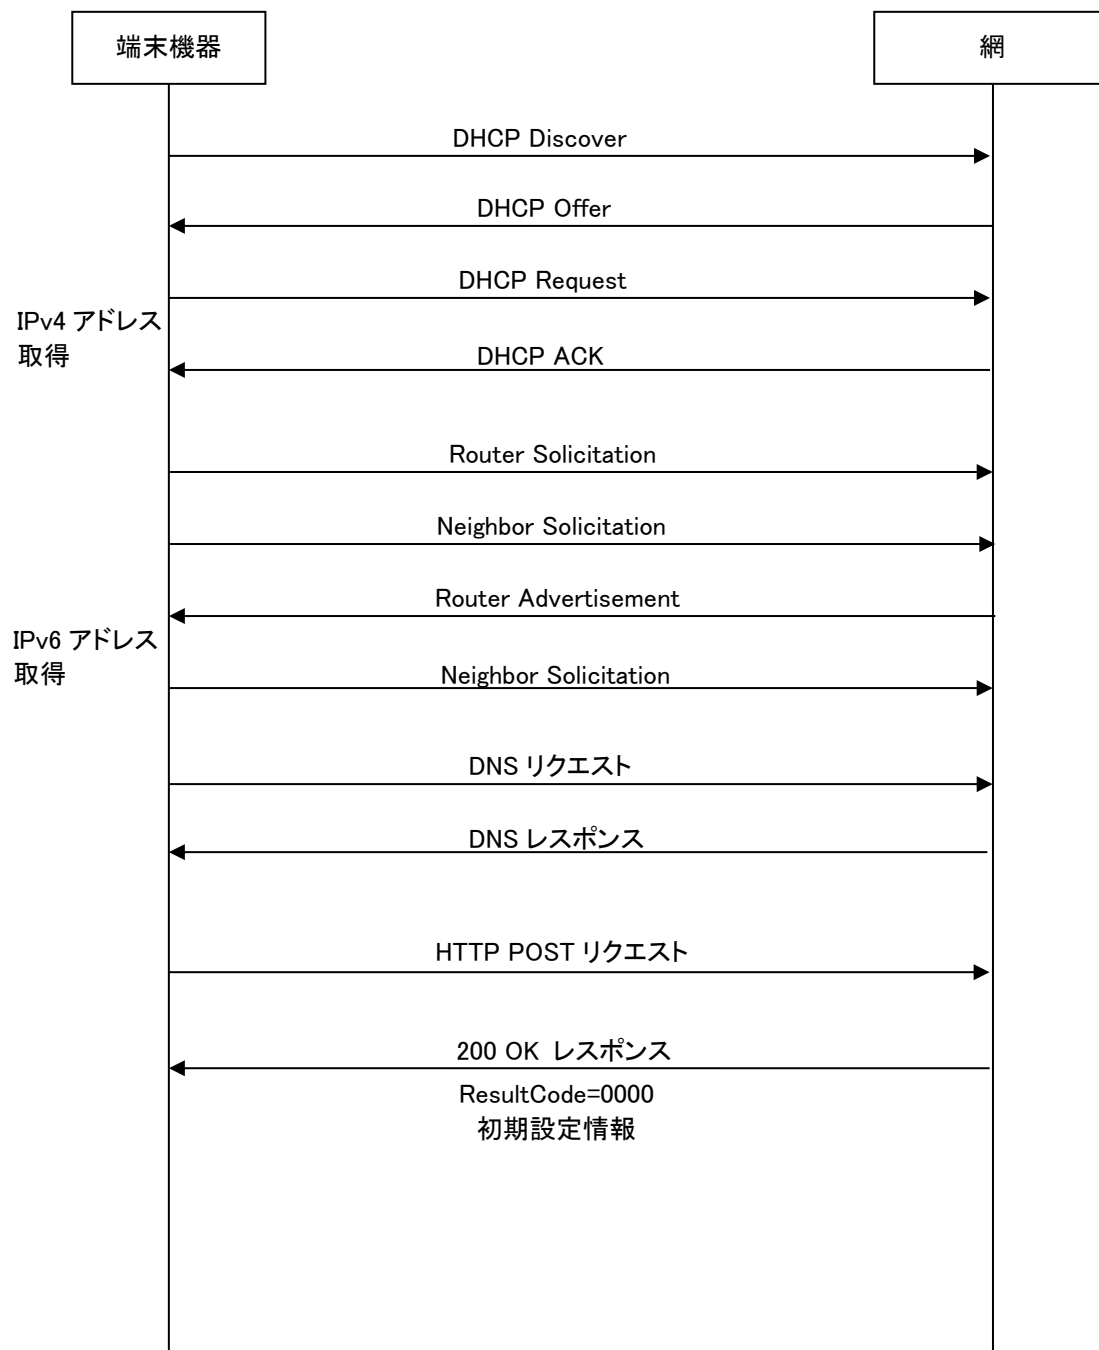 端末機器
網
DHCP Discover
DHCP Offer
DHCP Request
IPv4 アドレス
取得
DHCP ACK
Router Solicitation
Neighbor Solicitation
Router Advertisement
IPv6 アドレス
取得
Neighbor Solicitation
DNS リクエスト
DNS レスポンス
HTTP POST リクエスト
200 OK レスポンス
ResultCode=0000
初期設定情報